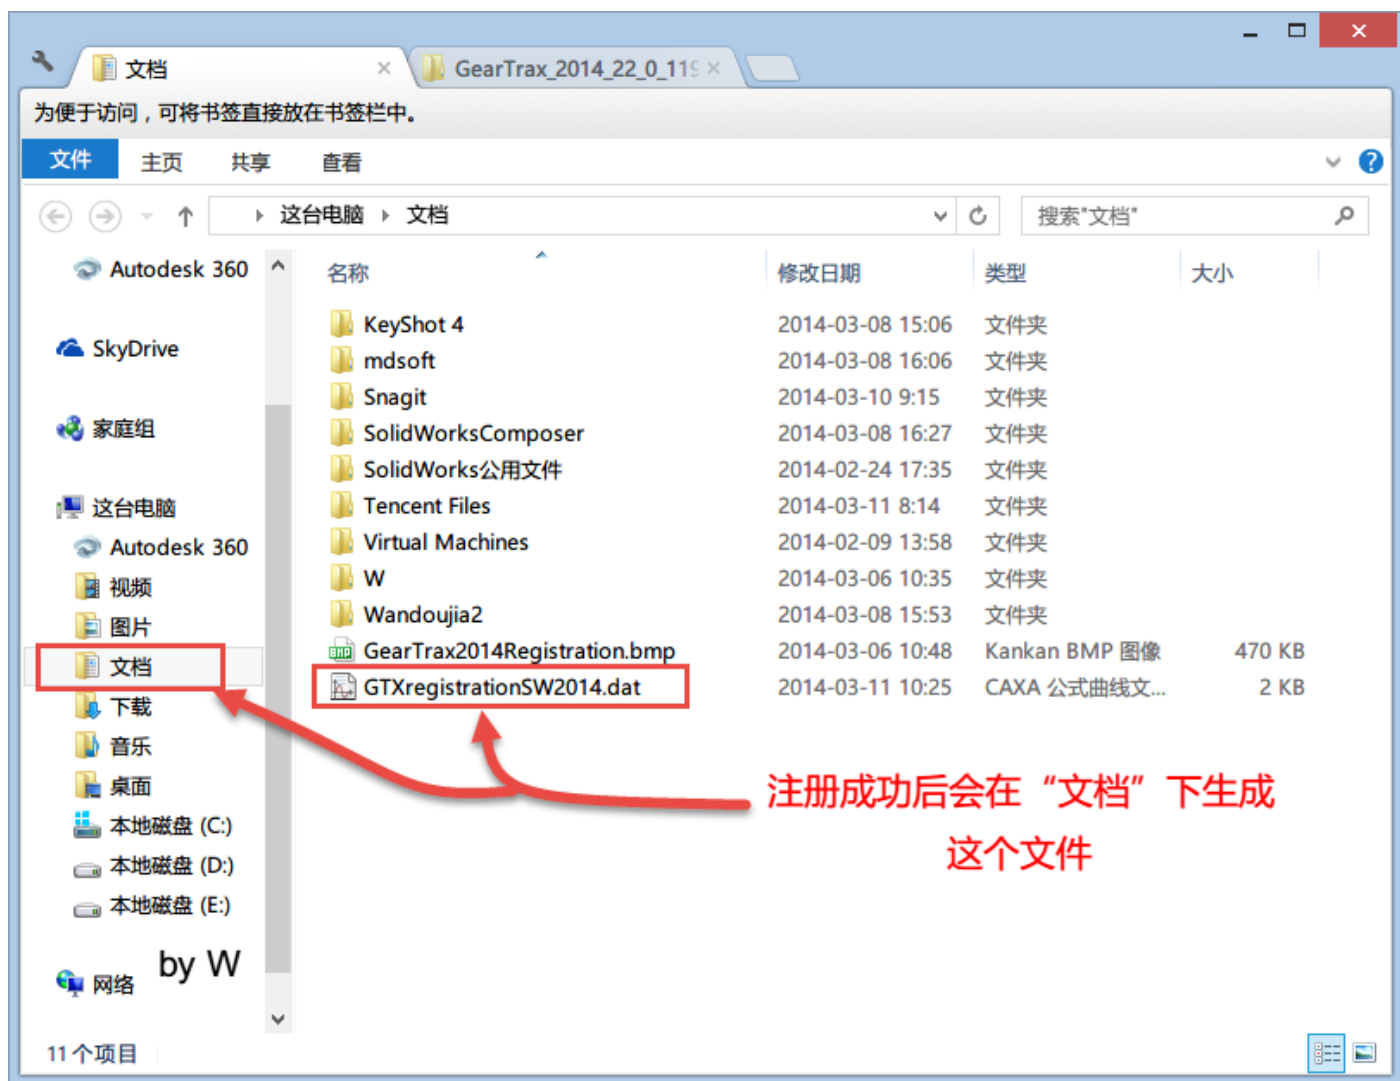 文档
GearTrax_2014_22_0_119
为便于访问，可将书签直接放在书签栏中。
文件 主页 共享 查看
这台电脑 文档 搜索"文档"
名称 修改日期 类型 大小
Autodesk 360
SkyDrive
家庭组
这台电脑
Autodesk 360
视频
图片
文档
下载
音乐
桌面
本地磁盘 (C:)
本地磁盘 (D:)
本地磁盘 (E:)
网络
by W
KeyShot 4 2014-03-08 15:06 文件夹
mdsoft 2014-03-08 16:06 文件夹
Snagit 2014-03-10 9:15 文件夹
SolidWorksComposer 2014-03-08 16:27 文件夹
SolidWorks公用文件 2014-02-24 17:35 文件夹
Tencent Files 2014-03-11 8:14 文件夹
Virtual Machines 2014-02-09 13:58 文件夹
W 2014-03-06 10:35 文件夹
Wandoujia2 2014-03-08 15:53 文件夹
GearTrax2014Registration.bmp 2014-03-06 10:48 Kankan BMP 图像 470 KB
GTXregistrationSW2014.dat 2014-03-11 10:25 CAXA 公式曲线文... 2 KB
注册成功后会在“文档”下生成
这个文件
11 个项目